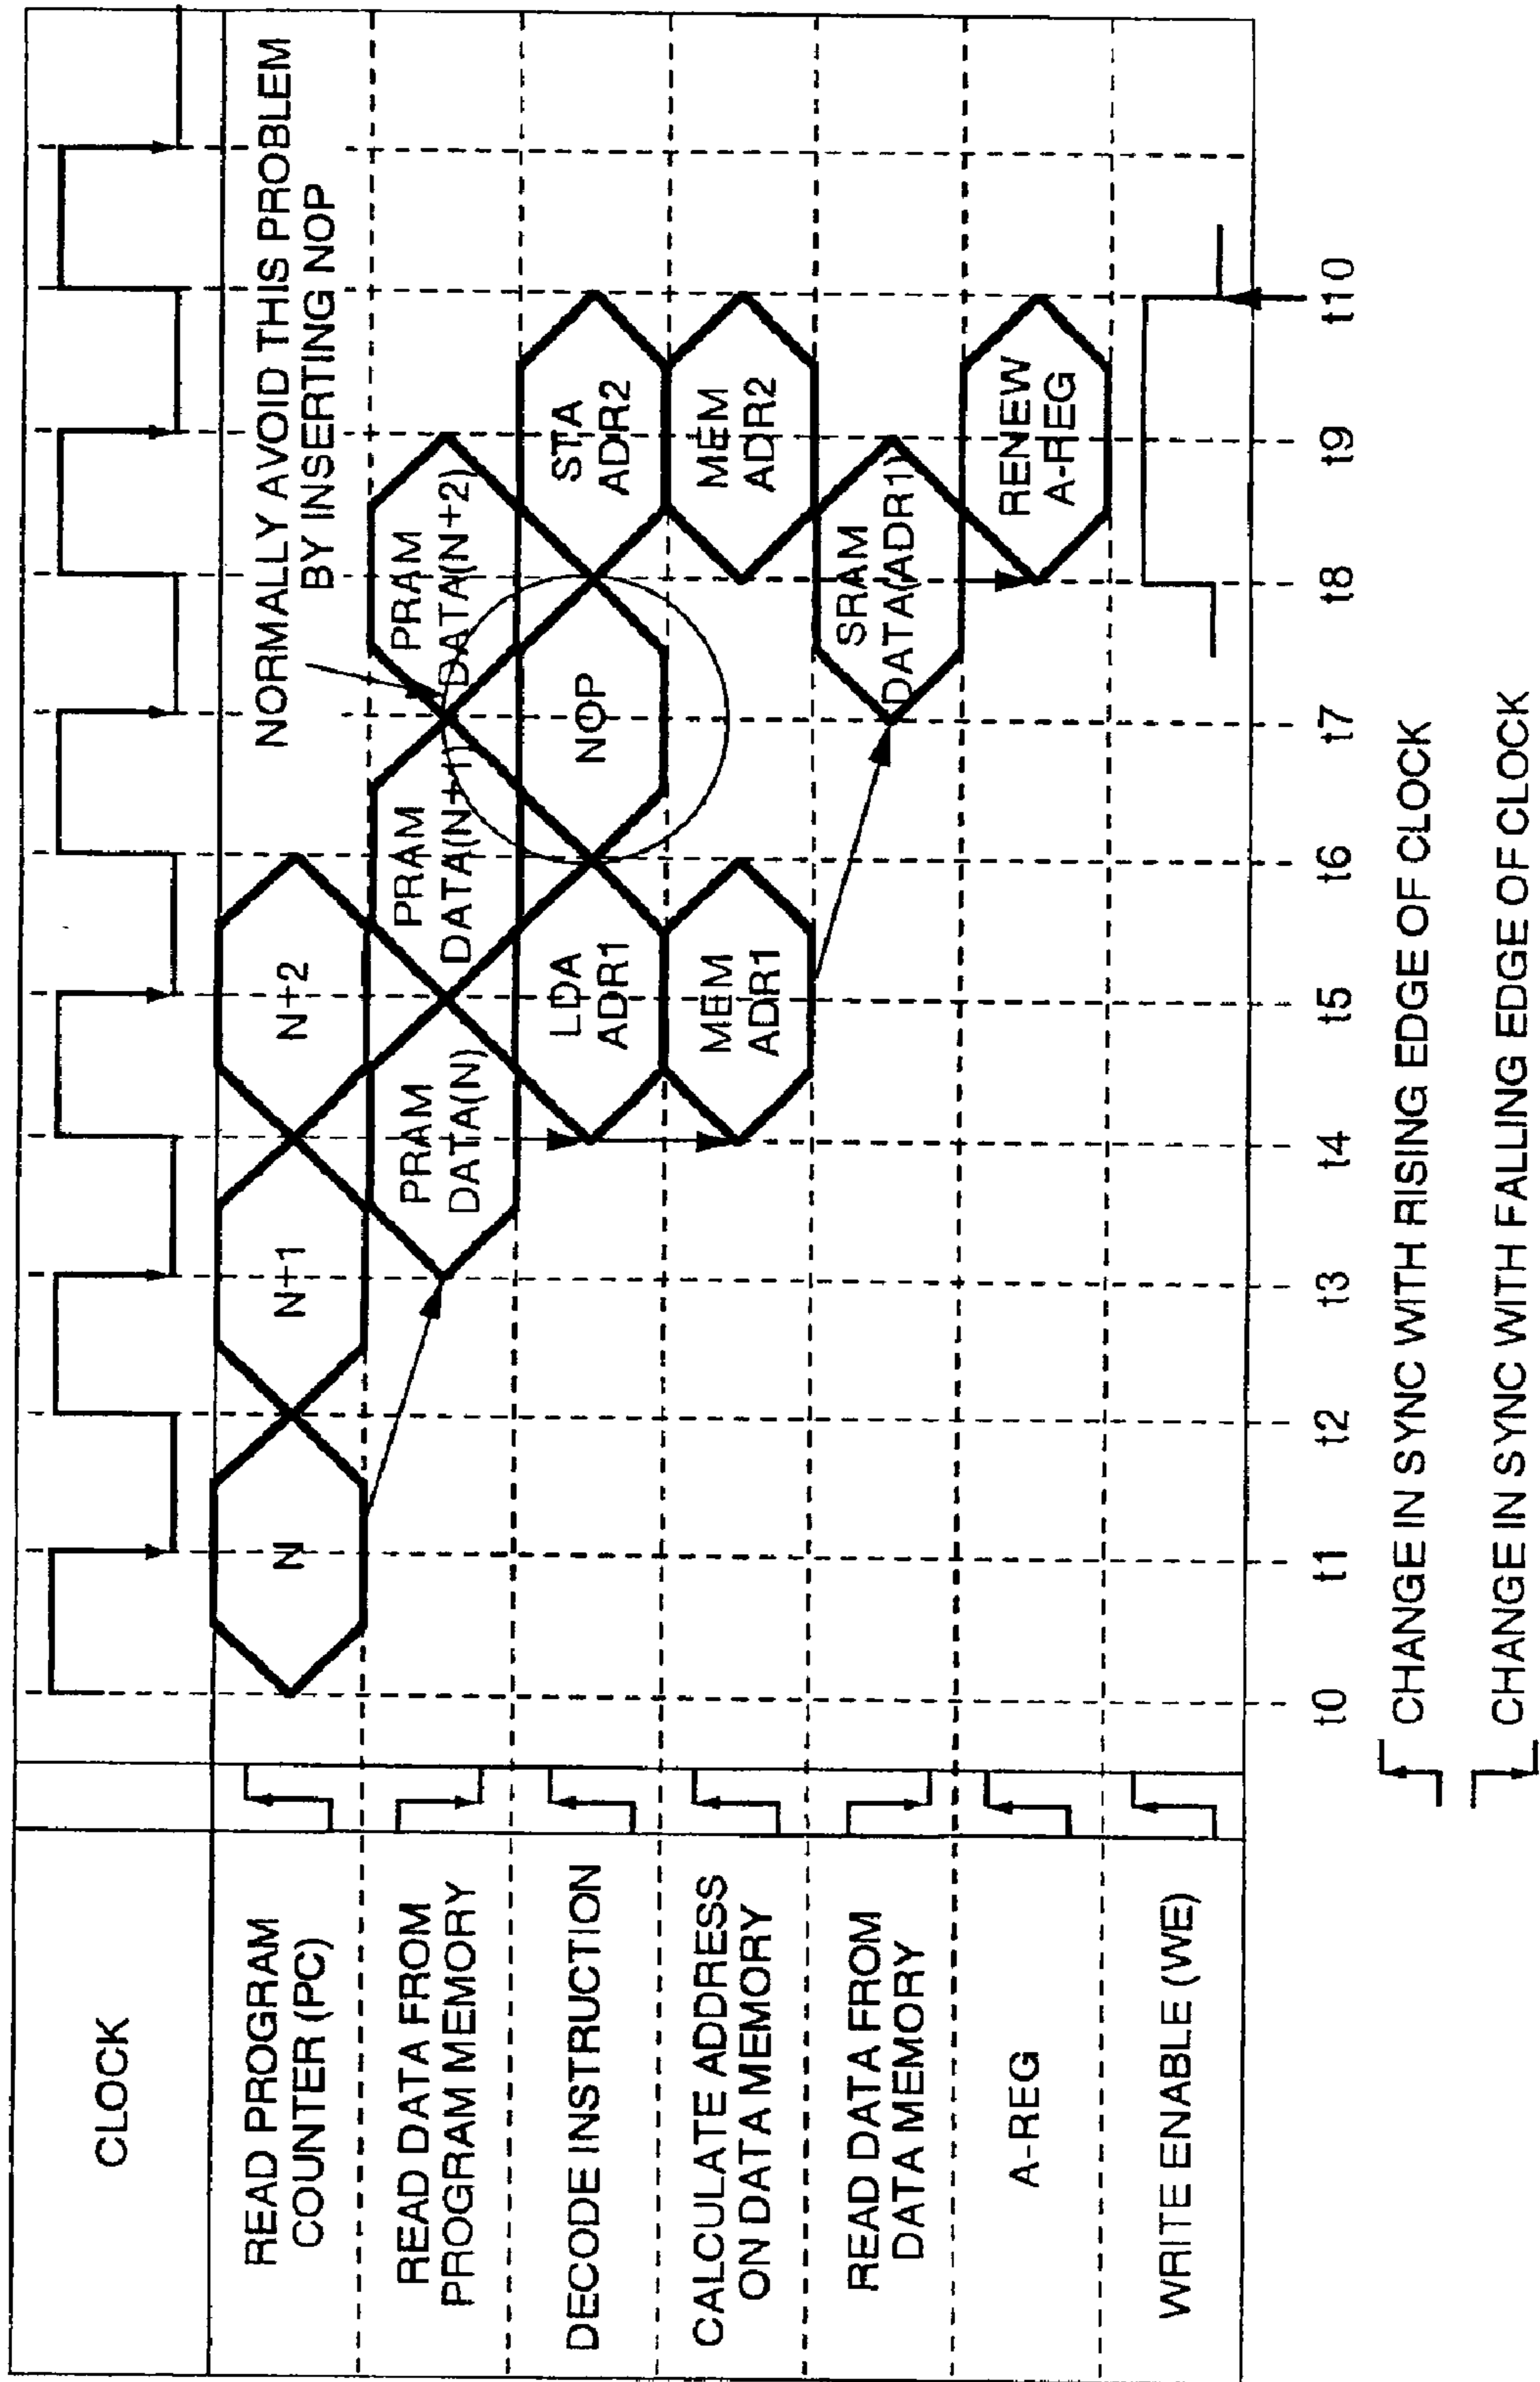 CLOCK
READ PROGRAM
COUNTER (PC)
READ DATA FROM
PROGRAM MEMORY
DECODE INSTRUCTION
CALCULATE ADDRESS
ON DATA MEMORY
READ DATA FROM
DATA MEMORY
A-REG
WRITE ENABLE (WE)
NORMALLY AVOID THIS PROBLEM
BY INSERTING NOP
N
N+1
N+2
PRAM
DATA(N)
PRAM
DATA(N+1)
PRAM
DATA(N+2)
LDA
ADR1
NOP
STA
ADR2
MEM
ADR1
MEM
ADR2
SRAM
DATA(ADR1)
RENEW
A-REG
t0
t1
t2
t3
t4
t5
t6
t7
t8
t9
t10
CHANGE IN SYNC WITH RISING EDGE OF CLOCK
CHANGE IN SYNC WITH FALLING EDGE OF CLOCK